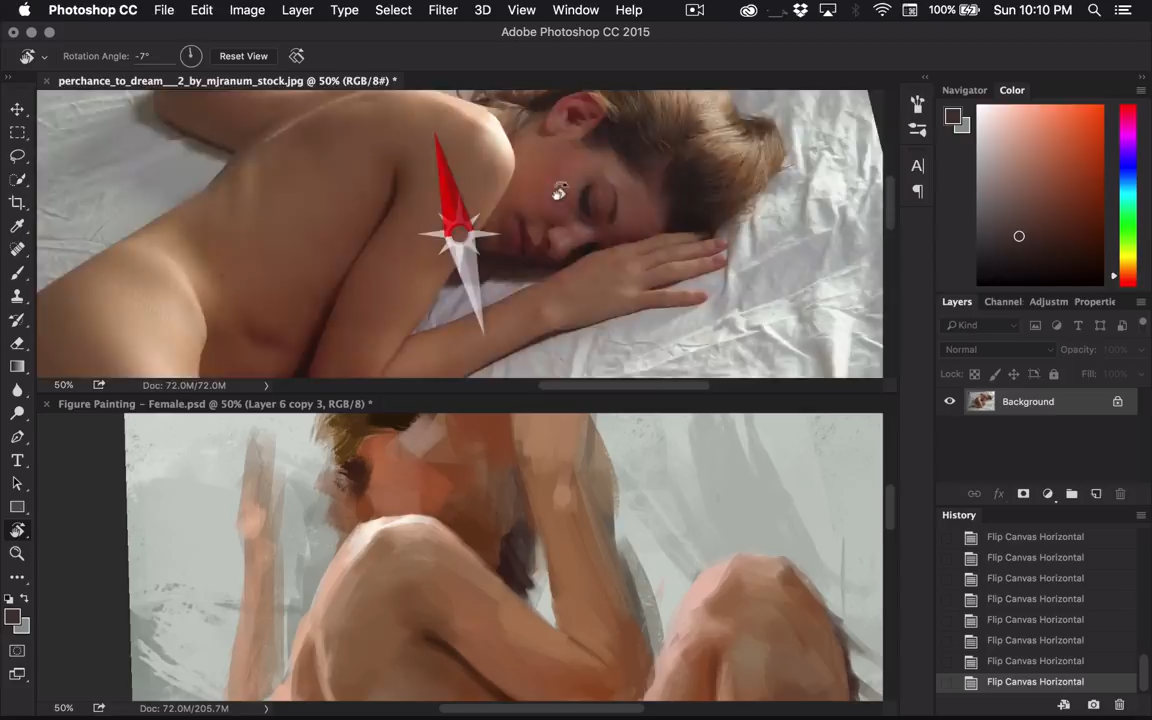 Photoshop CC File Edit Image Layer Type Select Filter 3D View Window Help 100% Sun 10:10 PM
Adobe Photoshop CC 2015
Rotation Angle: -7° Reset View
perchance_to_dream__2_by_mjranum_stock.jpg @ 50% (RGB/8#) *
Navigator Color
Layers Channel Adjustm Propertie
Kind
Normal Opacity: 100%
Lock: Fill: 100%
50% Doc: 72.0M/72.0M
Figure Painting - Female.psd @ 50% (Layer 6 copy 3, RGB/8) *
Background
History
Flip Canvas Horizontal
Flip Canvas Horizontal
Flip Canvas Horizontal
Flip Canvas Horizontal
Flip Canvas Horizontal
Flip Canvas Horizontal
Flip Canvas Horizontal
Flip Canvas Horizontal
50% Doc: 72.0M/205.7M